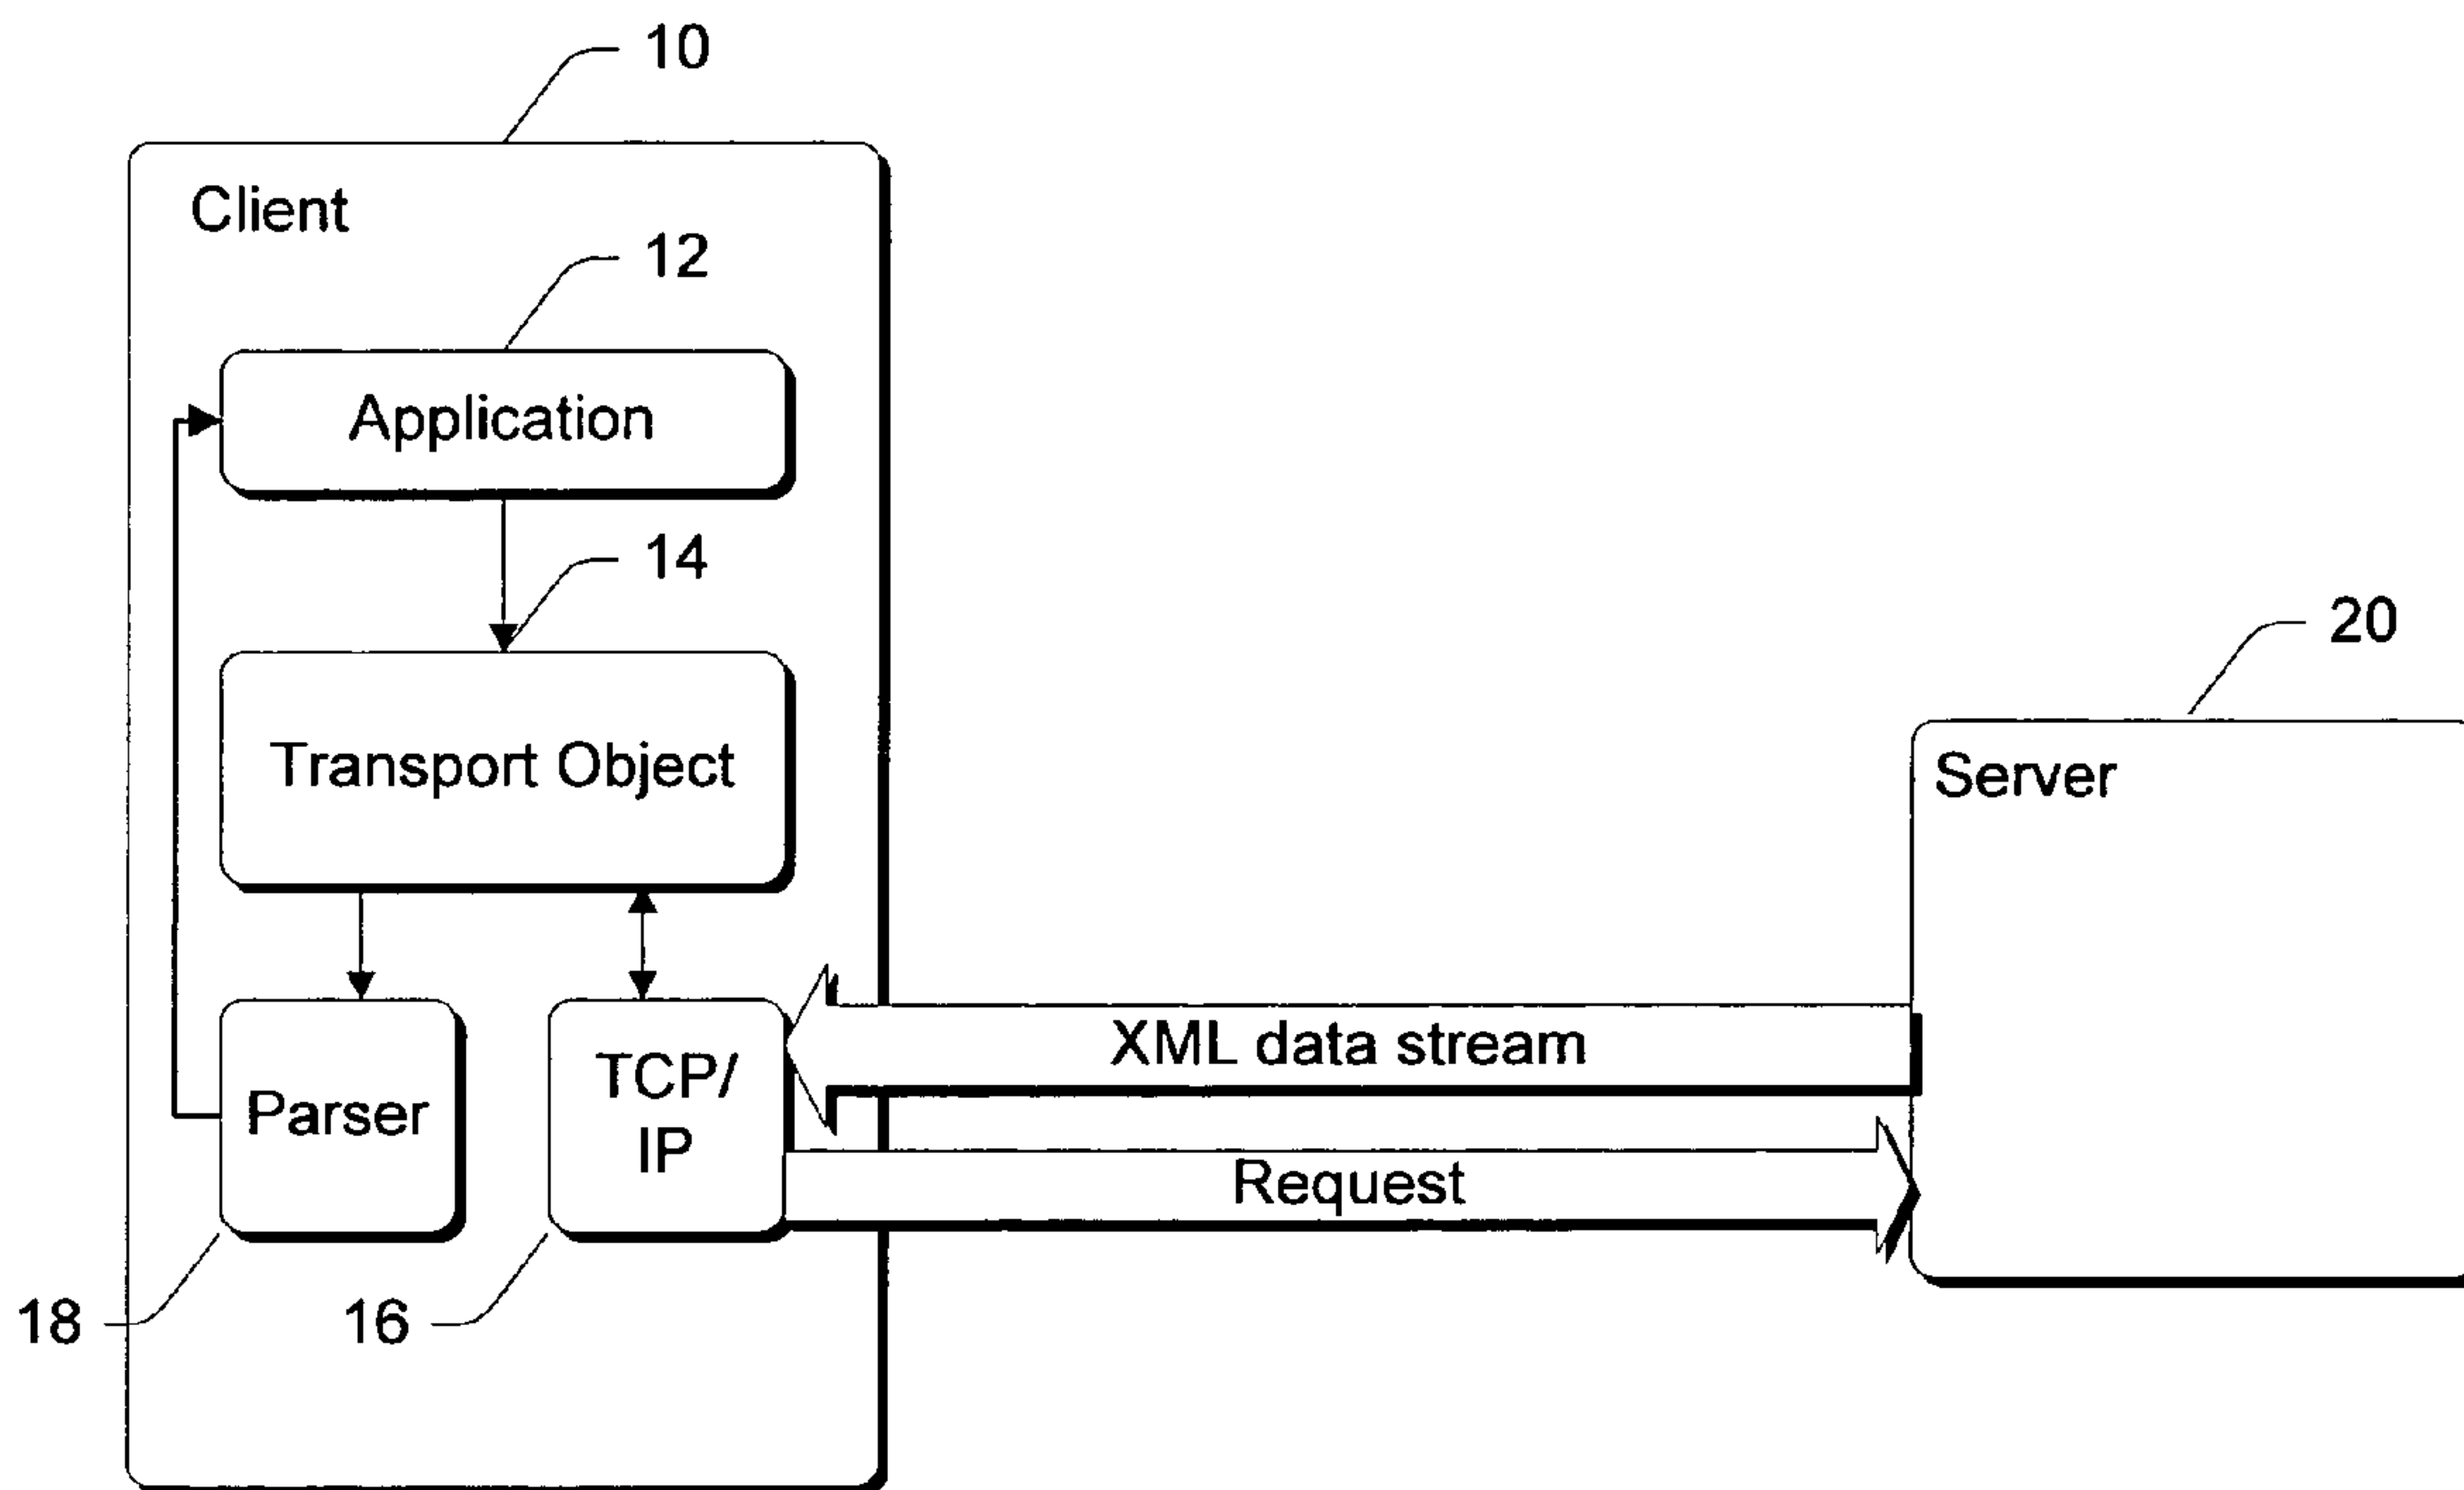 10
Client
12
Application
14
Transport Object
20
Server
XML data stream
TCP/
IP
Parser
Request
18
16